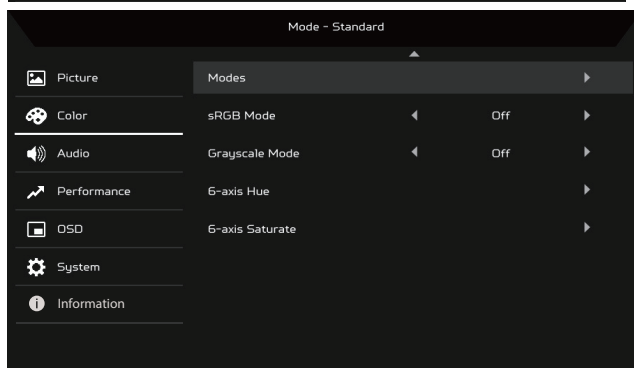 Mode - Standard
Picture
Modes
Color
sRGB Mode
Off
Audio
Grayscale Mode
Off
Performance
6-axis Hue
OSD
6-axis Saturate
System
Information